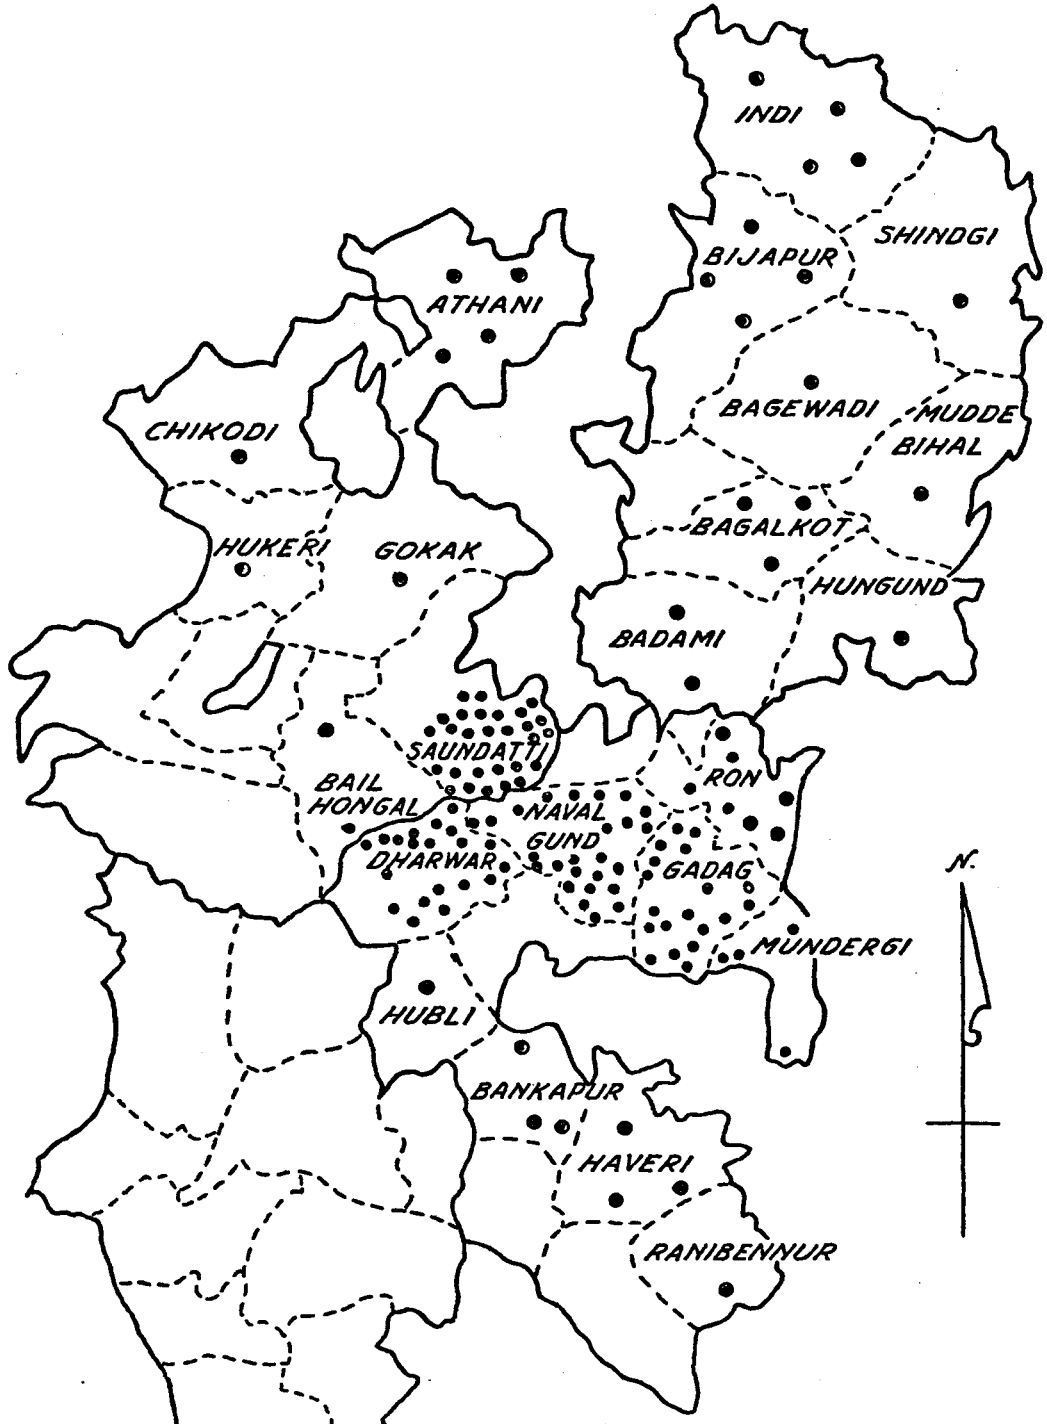 INDI
SHINDGI
BIJAPUR
ATHANI
BAGEWADI
MUDDE
BIHAL
CHIKODI
BAGALKOT
HUKERI
GOKAK
HUNGUND
BADAMI
SAUNDATTI
RON
BAIL
HONGAL
NAVAL
GUND
DHARWAR
GADAG
N.
MUNDERGI
HUBLI
BANKAPUR
HAVERI
RANIBENNUR